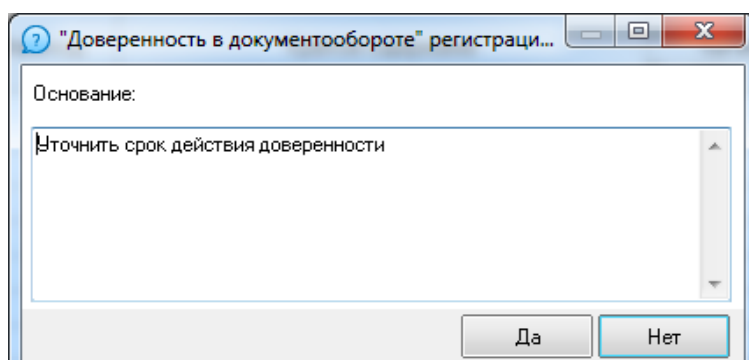 "Доверенность в документообороте" регистраци...
Основание:
Уточнить срок действия доверенности
Да
Нет